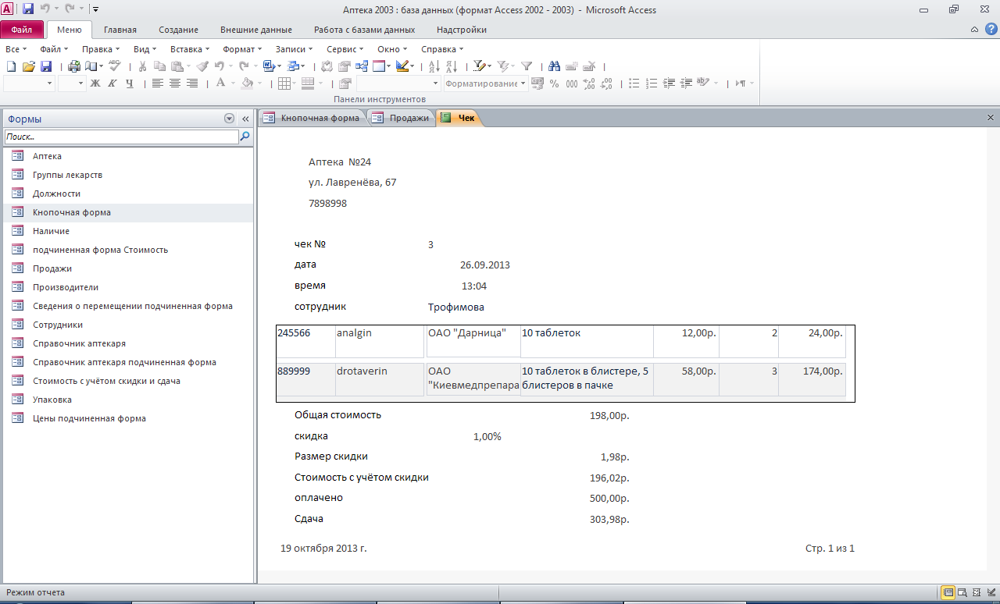 Аптека 2003 : база данных (формат Access 2002 - 2003) - Microsoft Access
Файл Меню Главная Создание Внешние данные Работа с базами данных Надстройки
Все Файл Правка Вид Вставка Формат Записи Сервис Окно Справка
Ж К Ч А Форматирование % 000
Панели инструментов
Формы
Поиск...
Аптека
Группы лекарств
Должности
Кнопочная форма
Наличие
подчиненная форма Стоимость
Продажи
Производители
Сведения о перемещении подчиненная форма
Сотрудники
Справочник аптекаря
Справочник аптекаря подчиненная форма
Стоимость с учётом скидки и сдача
Упаковка
Цены подчиненная форма
Кнопочная форма Продажи Чек
Аптека №24
ул. Лавренёва, 67
7898998
чек № 3
дата 26.09.2013
время 13:04
сотрудник Трофимова
245566 analgin ОАО "Дарница" 10 таблеток 12,00р. 2 24,00р.
889999 drotaverin ОАО 10 таблеток в блистере, 5 58,00р. 3 174,00р.
"Киевмедпрепара блистеров в пачке
Общая стоимость 198,00р.
скидка 1,00%
Размер скидки 1,98р.
Стоимость с учётом скидки 196,02р.
оплачено 500,00р.
Сдача 303,98р.
19 октября 2013 г. Стр. 1 из 1
Режим отчета